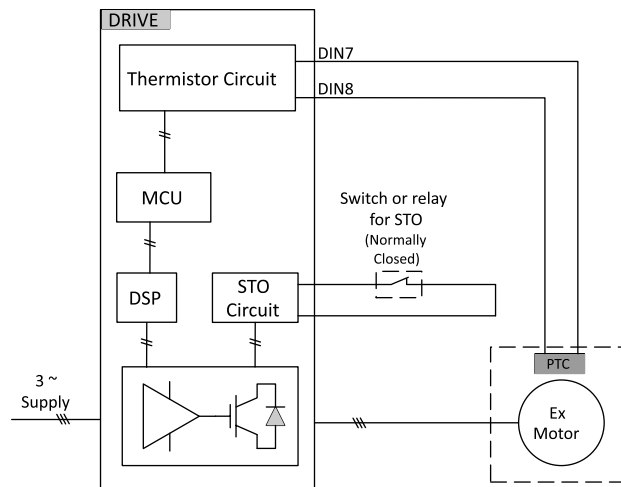 DRIVE
DIN7
Thermistor Circuit
DIN8
MCU
Switch or relay
for STO
(Normally
Closed)
DSP
STO
Circuit
PTC
3 ~
Supply
Ex
Motor